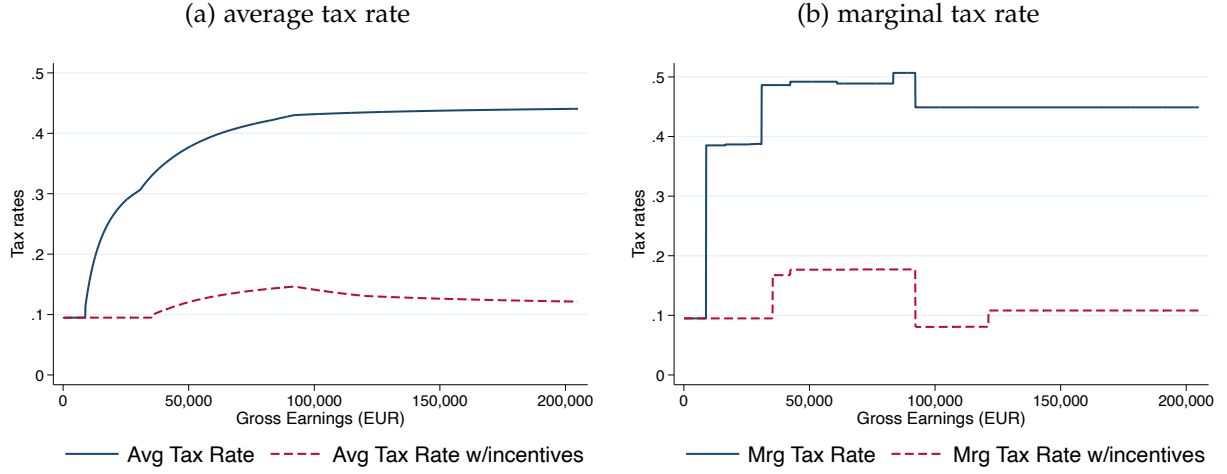 (a) average tax rate
Tax rates
.5
.4
.3
.2
.1
0
0 50,000 100,000 150,000 200,000
Gross Earnings (EUR)
Avg Tax Rate Avg Tax Rate w/incentives
(b) marginal tax rate
Tax rates
.5
.4
.3
.2
.1
0
0 50,000 100,000 150,000 200,000
Gross Earnings (EUR)
Mrg Tax Rate Mrg Tax Rate w/incentives